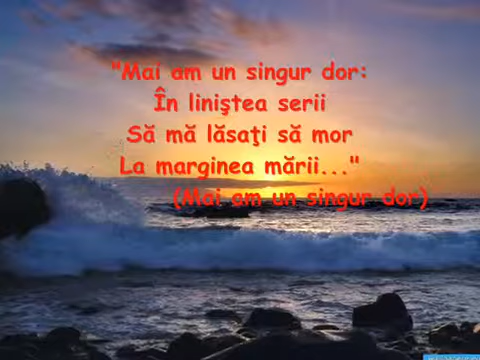 "Mai am un singur dor:
În liniştea serii
Să mă lăsaţi să mor
La marginea mării..."
(Mai am un singur dor)